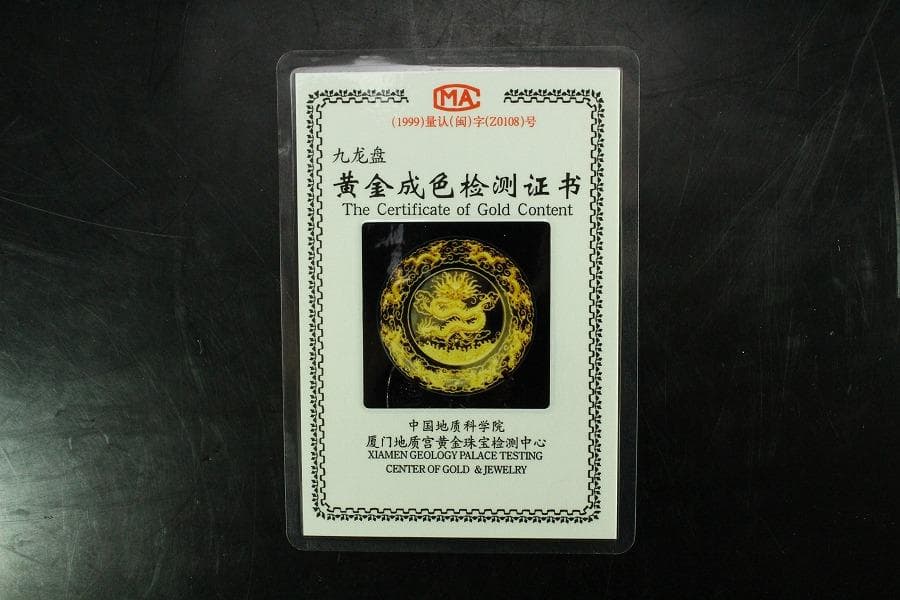 CMA
(1999)量认(闽)字(Z0108)号
九龙盘
黄金成色检测证书
The Certificate of Gold Content
中国地质科学院
厦门地质宫黄金珠宝检测中心
XIAMEN GEOLOGY PALACE TESTING
CENTER OF GOLD & JEWELRY